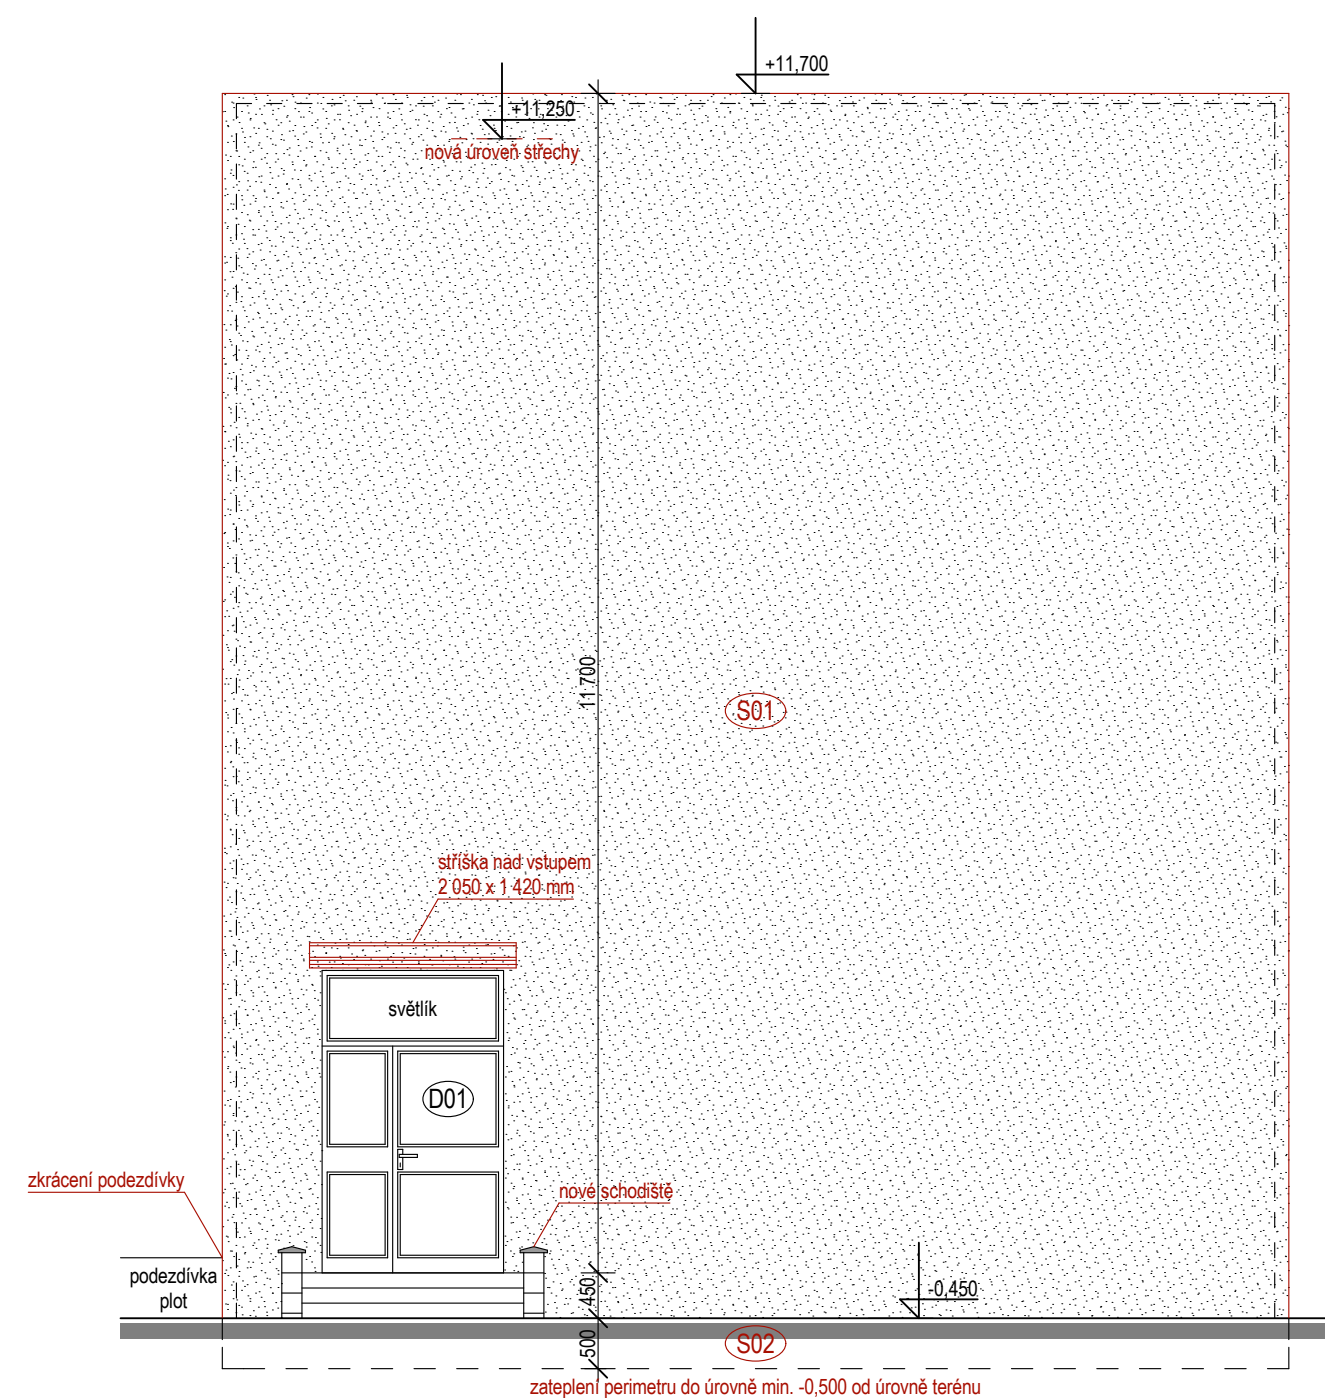 +11,700
+11,250
nová úroveň střechy
11 700
S01
stříška nad vstupem
2 050 x 1 420 mm
světlík
D01
zkrácení podezdívky
nové schodiště
podezdívka
plot
450
-0,450
500
S02
zateplení perimetru do úrovně min. -0,500 od úrovně terénu